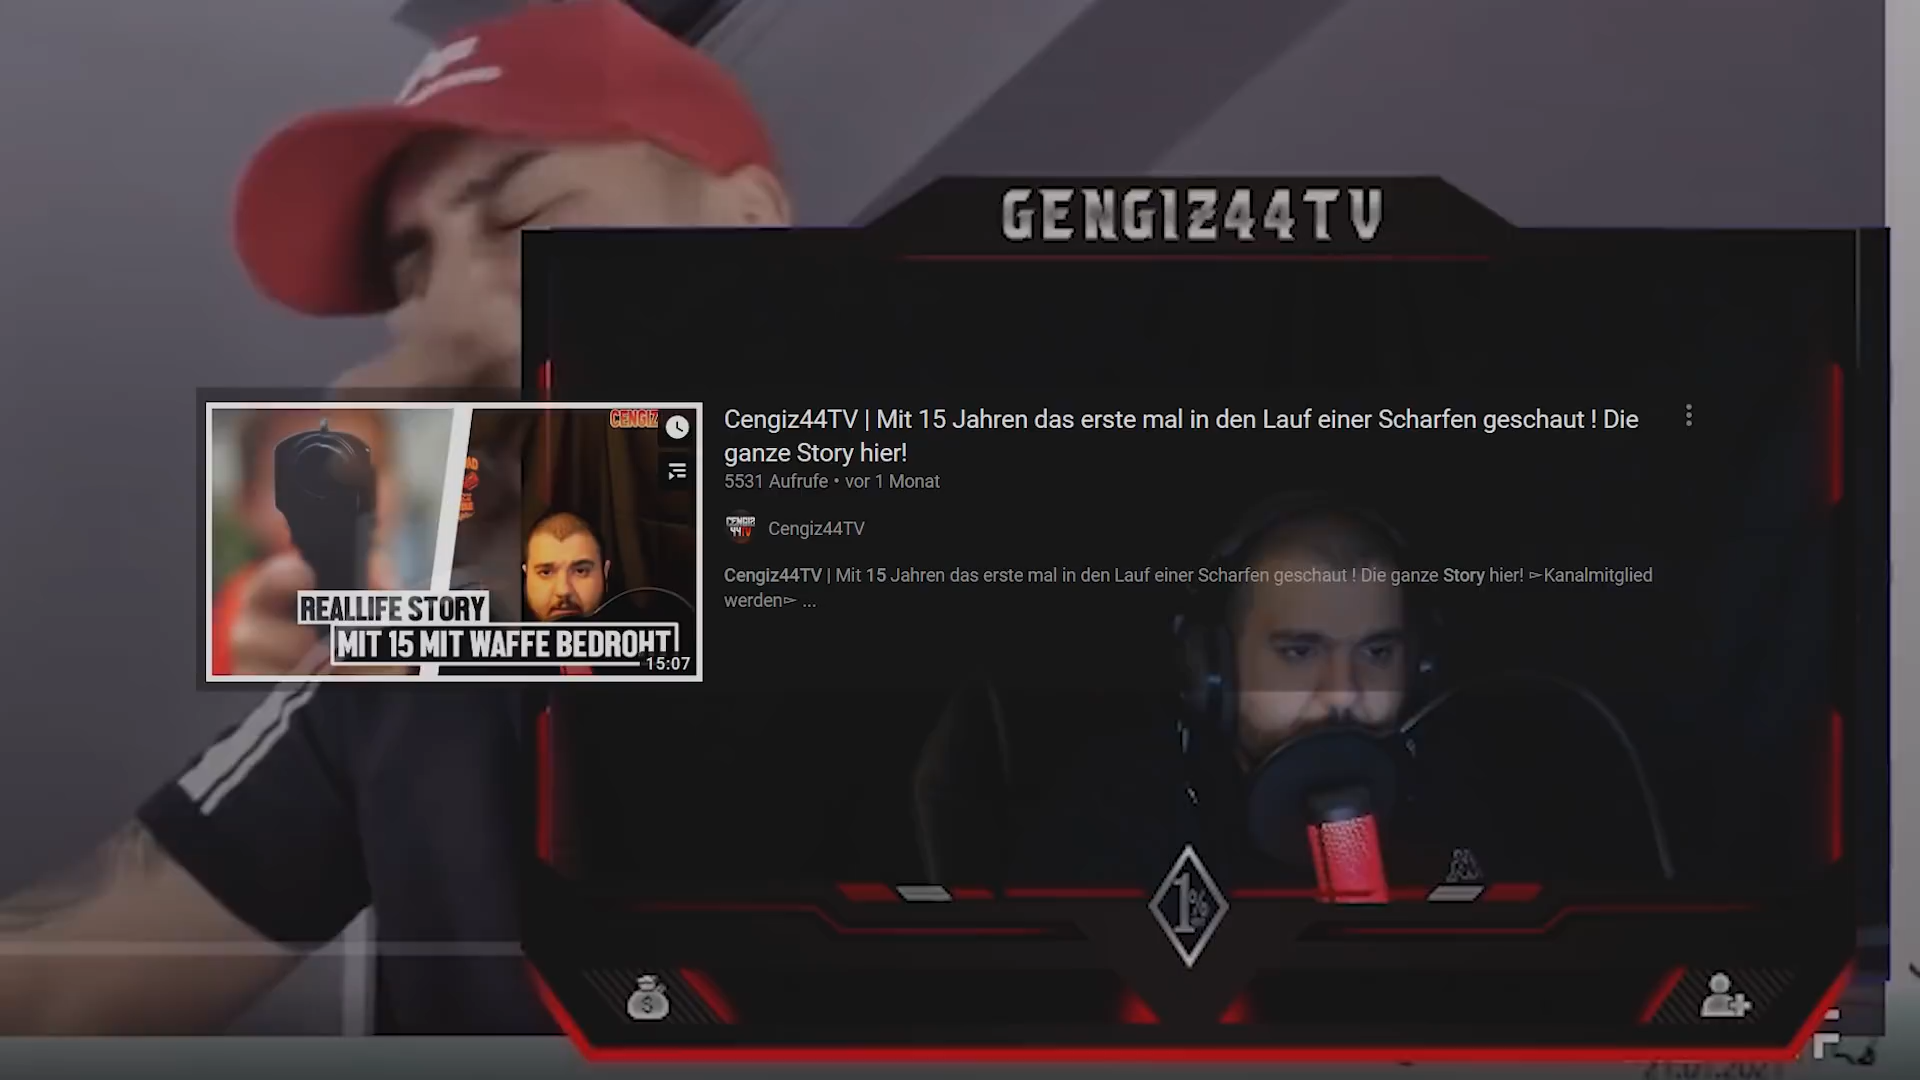 GENGIZ44TV
CENGIZ
Cengiz44TV | Mit 15 Jahren das erste mal in den Lauf einer Scharfen geschaut ! Die
ganze Story hier!
5531 Aufrufe • vor 1 Monat
CENGIZ
44TV
Cengiz44TV
Cengiz44TV | Mit 15 Jahren das erste mal in den Lauf einer Scharfen geschaut ! Die ganze Story hier! ➢Kanalmitglied
werden➢ ...
REALLIFE STORY
MIT 15 MIT WAFFE BEDROHT
15:07
1%